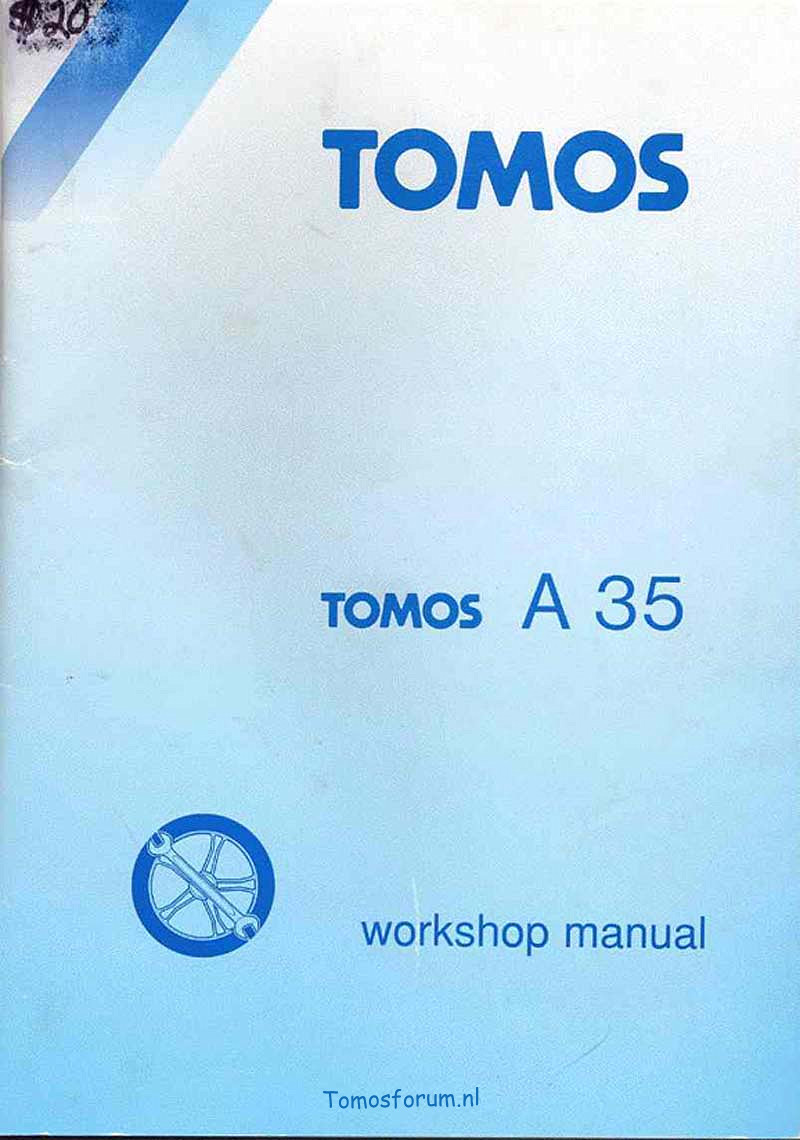 $20
TOMOS
TOMOS A 35
workshop manual
Tomosforum.nl